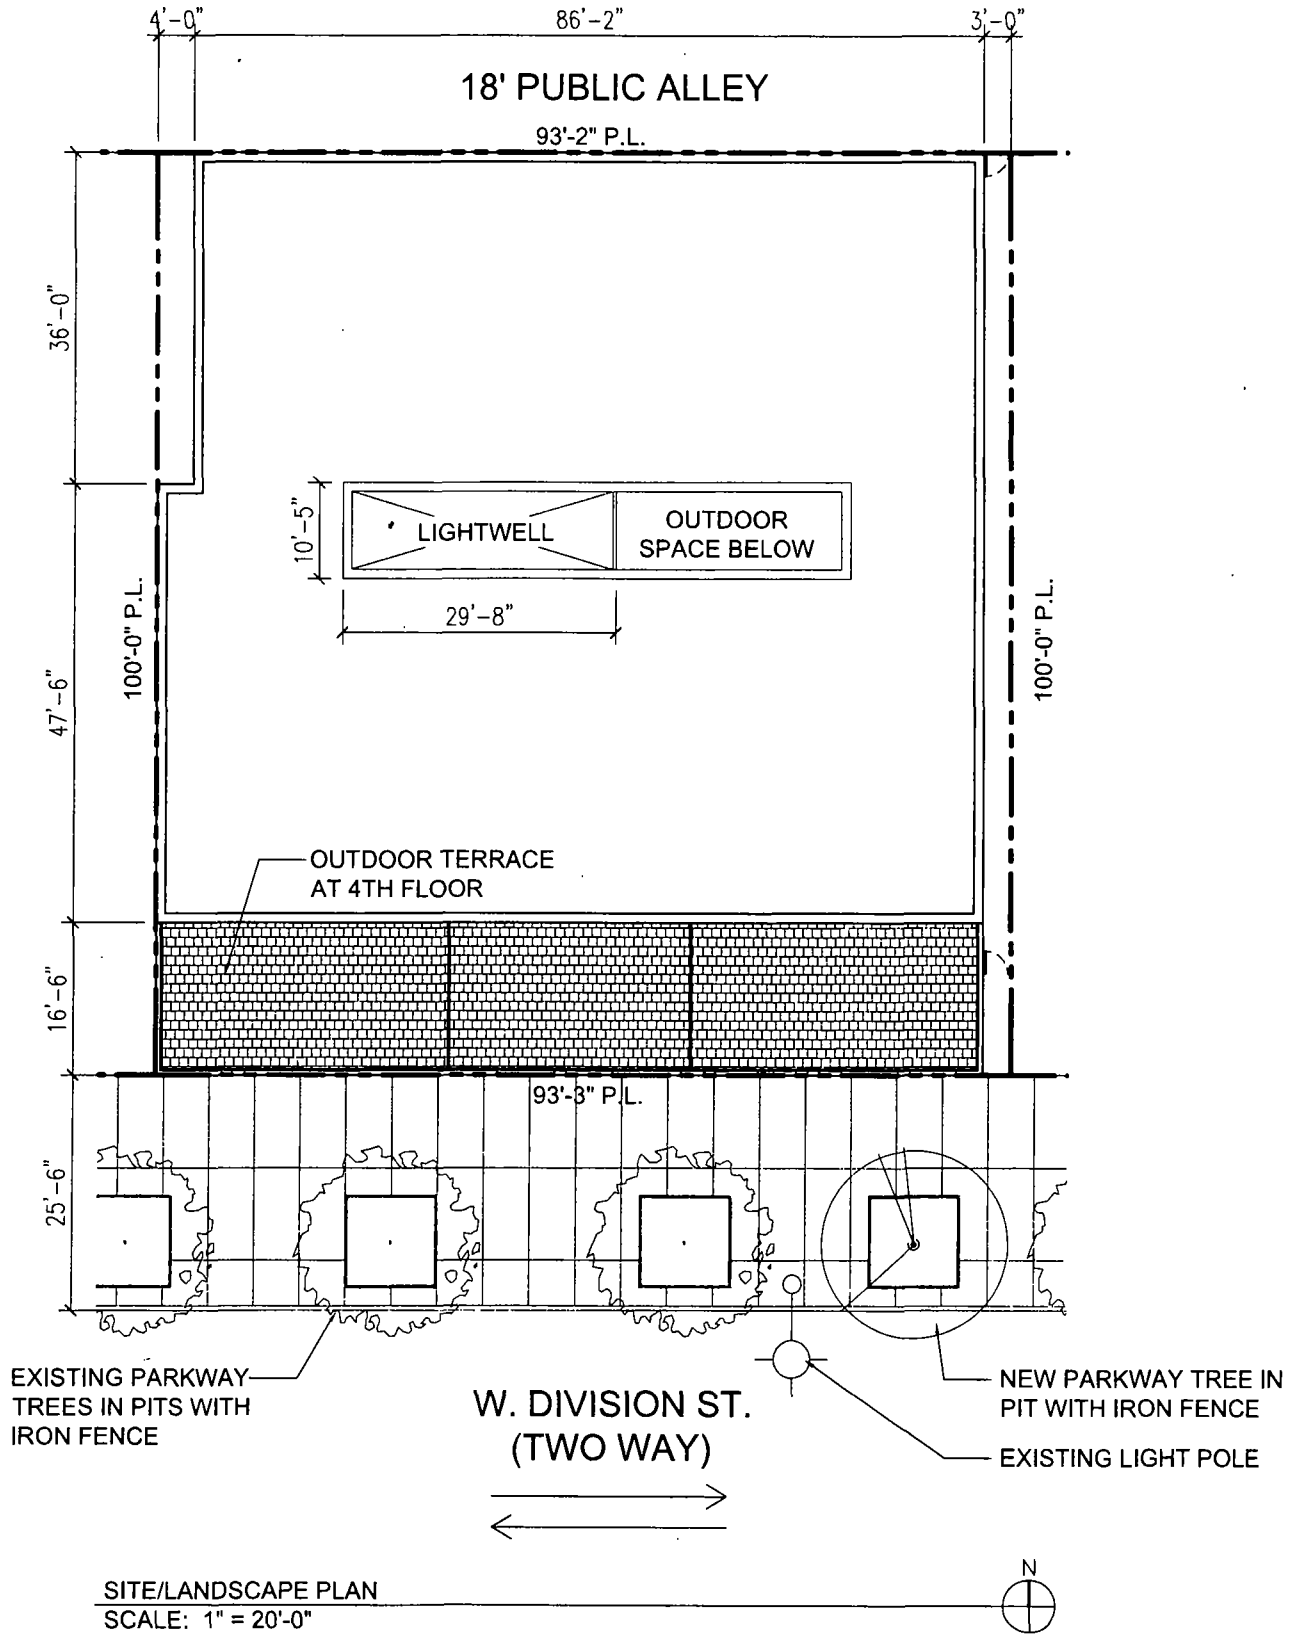 4'-0"
86'-2"
3'-0"
18' PUBLIC ALLEY
93'-2" P.L.
36'-0"
10'-5"
LIGHTWELL
OUTDOOR
SPACE BELOW
29'-8"
100'-0" P.L.
100'-0" P.L.
47'-6"
OUTDOOR TERRACE
AT 4TH FLOOR
16'-6"
93'-3" P.L.
25'-6"
EXISTING PARKWAY
TREES IN PITS WITH
IRON FENCE
W. DIVISION ST.
(TWO WAY)
NEW PARKWAY TREE IN
PIT WITH IRON FENCE
EXISTING LIGHT POLE
N
SITE/LANDSCAPE PLAN
SCALE: 1" = 20'-0"